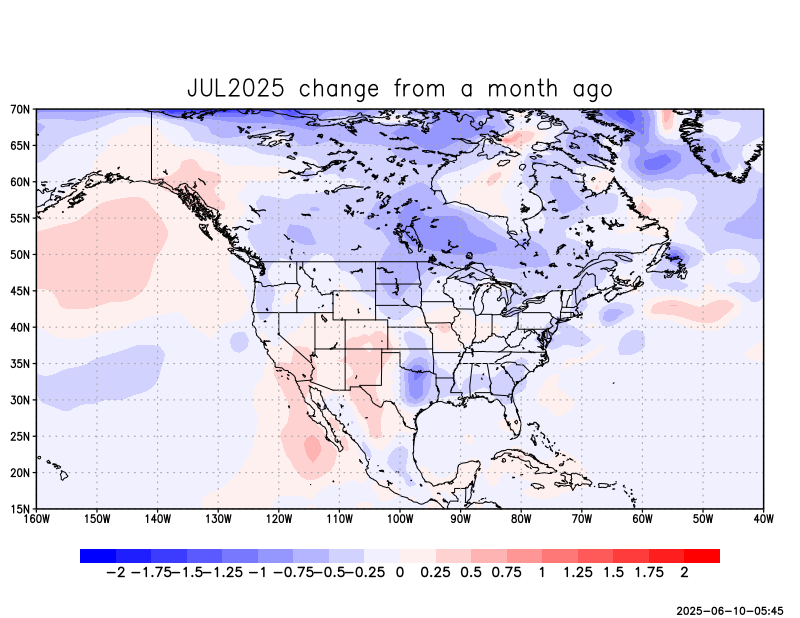 JUL2025 change from a month ago
70N
65N
60N
55N
50N
45N
40N
35N
30N
25N
20N
15N
160W 150W 140W 130W 120W 110W 100W 90W 80W 70W 60W 50W 40W
−2 −1.75 −1.5 −1.25 −1 −0.75 −0.5 −0.25 0 0.25 0.5 0.75 1 1.25 1.5 1.75 2
2025-06-10-05:45